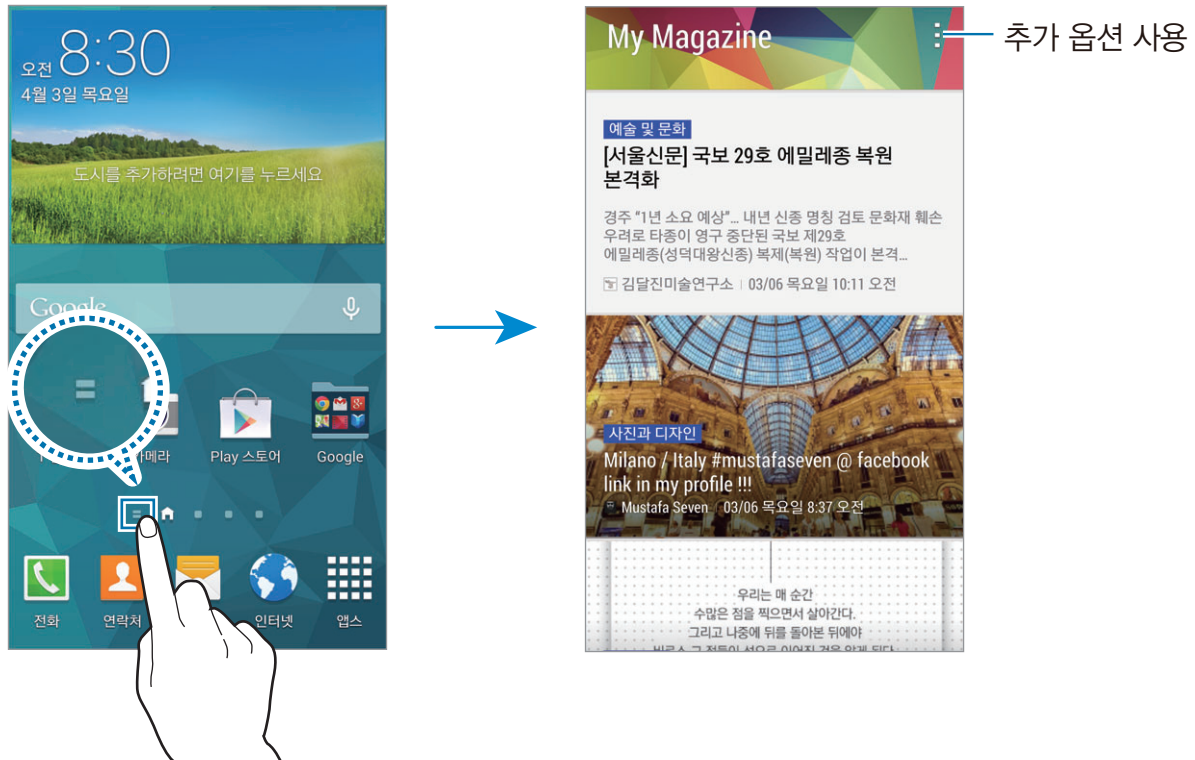 오전 8:30
4월 3일 목요일
도시를 추가하려면 여기를 누르세요
Google
Play 스토어
Google
전화
연락처
인터넷
앱스
My Magazine
추가 옵션 사용
예술 및 문화
[서울신문] 국보 29호 에밀레종 복원
본격화
경주 “1년 소요 예상”... 내년 신종 명칭 검토 문화재 훼손
우려로 타종이 영구 중단된 국보 제29호
에밀레종(성덕대왕신종) 복제(복원) 작업이 본격...
김달진미술연구소 | 03/06 목요일 10:11 오전
사진과 디자인
Milano / Italy #mustafaseven @ facebook
link in my profile !!!
Mustafa Seven | 03/06 목요일 8:37 오전
우리는 매 순간
수많은 점을 찍으면서 살아간다.
그리고 나중에 뒤를 돌아본 뒤에야